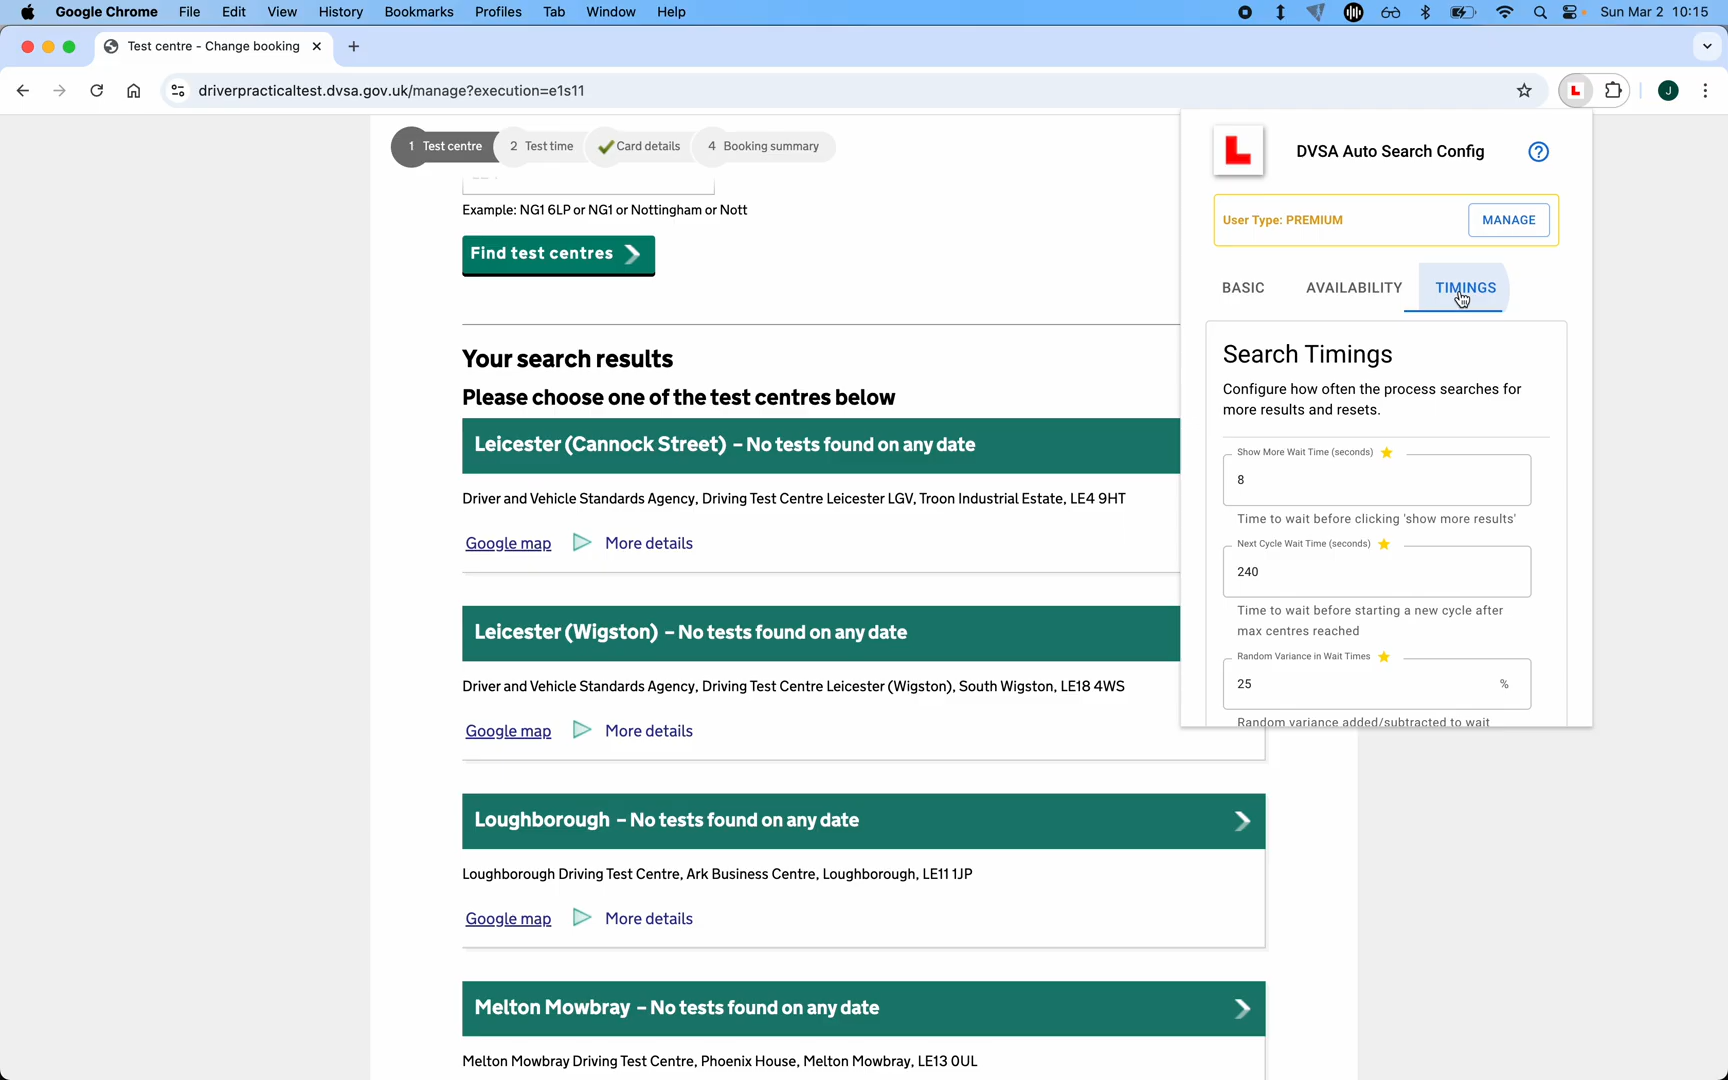 Google Chrome File Edit View History Bookmarks Profiles Tab Window Help
Sun Mar 2 10:15
Test centre - Change booking
driverpracticaltest.dvsa.gov.uk/manage?execution=e1s11
J
1 Test centre
2 Test time
Card details
4 Booking summary
Example: NG1 6LP or NG1 or Nottingham or Nott
Find test centres
Your search results
Please choose one of the test centres below
Leicester (Cannock Street) – No tests found on any date
Driver and Vehicle Standards Agency, Driving Test Centre Leicester LGV, Troon Industrial Estate, LE4 9HT
Google map More details
Leicester (Wigston) – No tests found on any date
Driver and Vehicle Standards Agency, Driving Test Centre Leicester (Wigston), South Wigston, LE18 4WS
Google map More details
Loughborough – No tests found on any date
Loughborough Driving Test Centre, Ark Business Centre, Loughborough, LE11 1JP
Google map More details
Melton Mowbray – No tests found on any date
Melton Mowbray Driving Test Centre, Phoenix House, Melton Mowbray, LE13 0UL
L
DVSA Auto Search Config
User Type: PREMIUM
MANAGE
BASIC AVAILABILITY TIMINGS
Search Timings
Configure how often the process searches for
more results and resets.
Show More Wait Time (seconds)
8
Time to wait before clicking 'show more results'
Next Cycle Wait Time (seconds)
240
Time to wait before starting a new cycle after
max centres reached
Random Variance in Wait Times
25 %
Random variance added/subtracted to wait